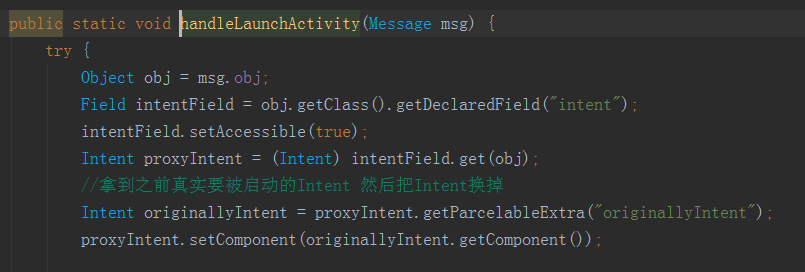 public static void handleLaunchActivity(Message msg) {
try {
Object obj = msg.obj;
Field intentField = obj.getClass().getDeclaredField("intent");
intentField.setAccessible(true);
Intent proxyIntent = (Intent) intentField.get(obj);
//拿到之前真实要被启动的Intent 然后把Intent换掉
Intent originallyIntent = proxyIntent.getParcelableExtra("originallyIntent");
proxyIntent.setComponent(originallyIntent.getComponent());